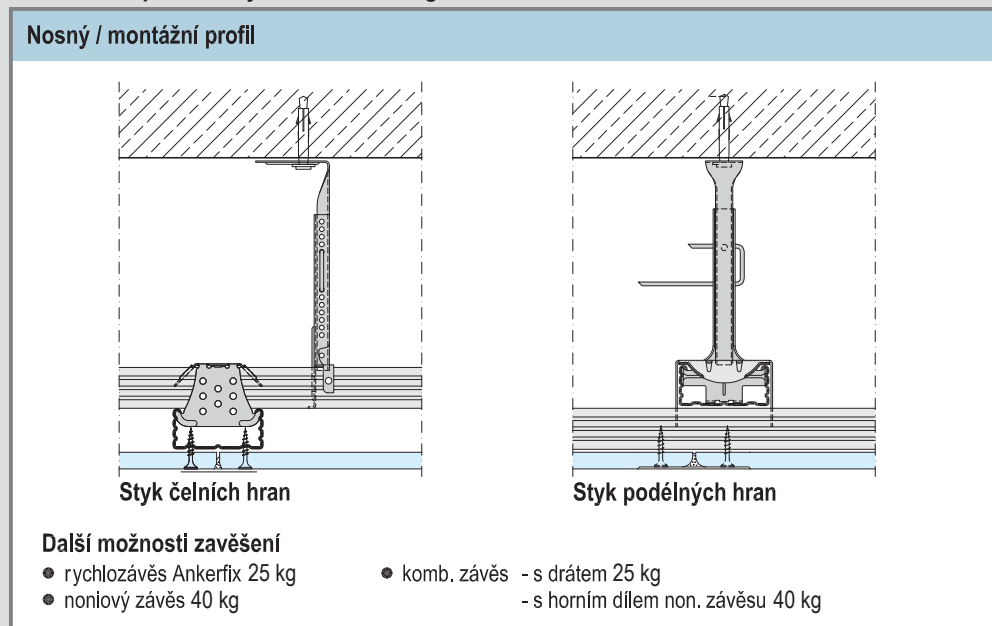 Nosný / montážní profil
Styk čelních hran
Styk podélných hran
Další možnosti zavěšení
● rychlozávěs Ankerfix 25 kg
● noniový závěs 40 kg
● komb. závěs - s drátem 25 kg
- s horním dílem non. závěsu 40 kg